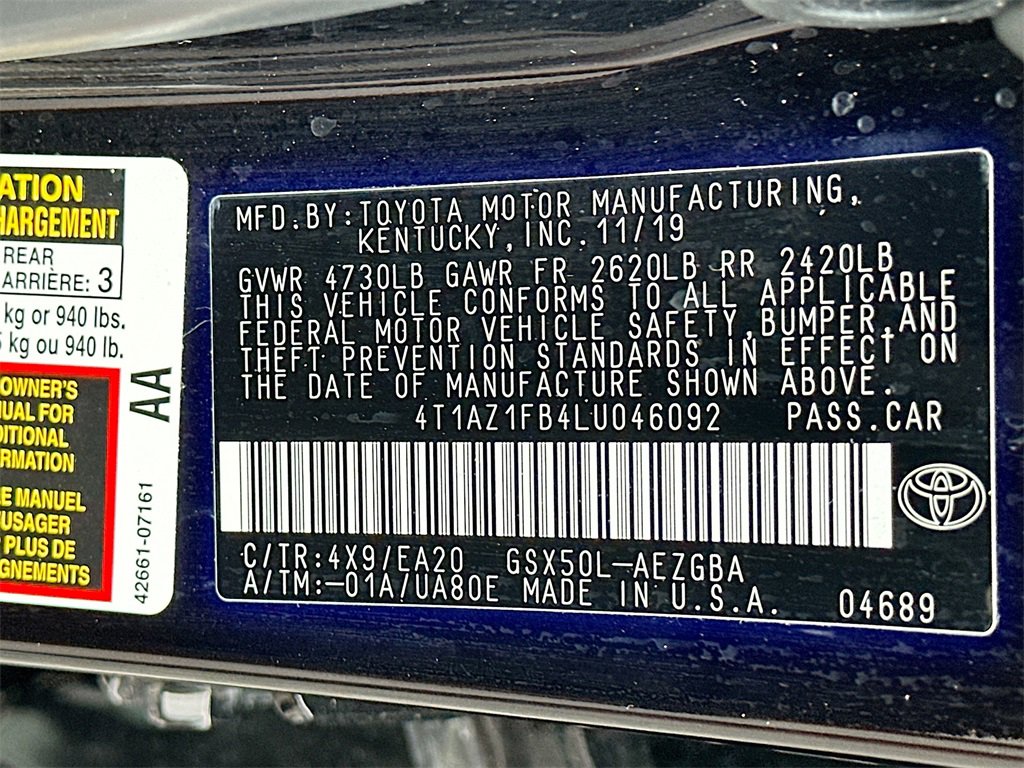 ATION
HARGEMENT
REAR
ARRIÈRE: 3
kg or 940 lbs.
kg ou 940 lb.
OWNER'S
UAL FOR
ITIONAL
RMATION
E MANUEL
USAGER
PLUS DE
GNEMENTS
AA
42661-07161
MFD.BY:TOYOTA MOTOR MANUFACTURING,
KENTUCKY,INC.11/19
GVWR 4730LB GAWR FR 2620LB RR 2420LB
THIS VEHICLE CONFORMS TO ALL APPLICABLE
FEDERAL MOTOR VEHICLE SAFETY,BUMPER,AND
THEFT PREVENTION STANDARDS IN EFFECT ON
THE DATE OF MANUFACTURE SHOWN ABOVE.
4T1AZ1FB4LU046092 PASS.CAR
C/TR:4X9/EA20 GSX50L-AEZGBA
A/TM:-01A/UA80E MADE IN U.S.A. 04689